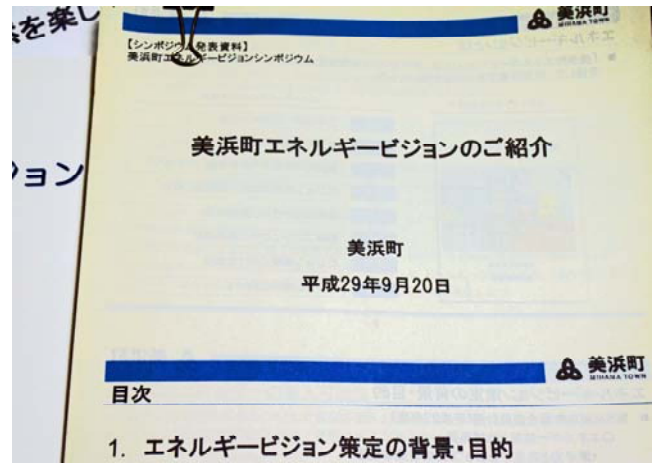 を楽し
ョン
美浜町
MIHAMA TOWN
【シンポジウム発表資料】
美浜町エネルギービジョンシンポジウム
美浜町エネルギービジョンのご紹介
美浜町
平成29年9月20日
美浜町
MIHAMA TOWN
目次
1. エネルギービジョン策定の背景・目的